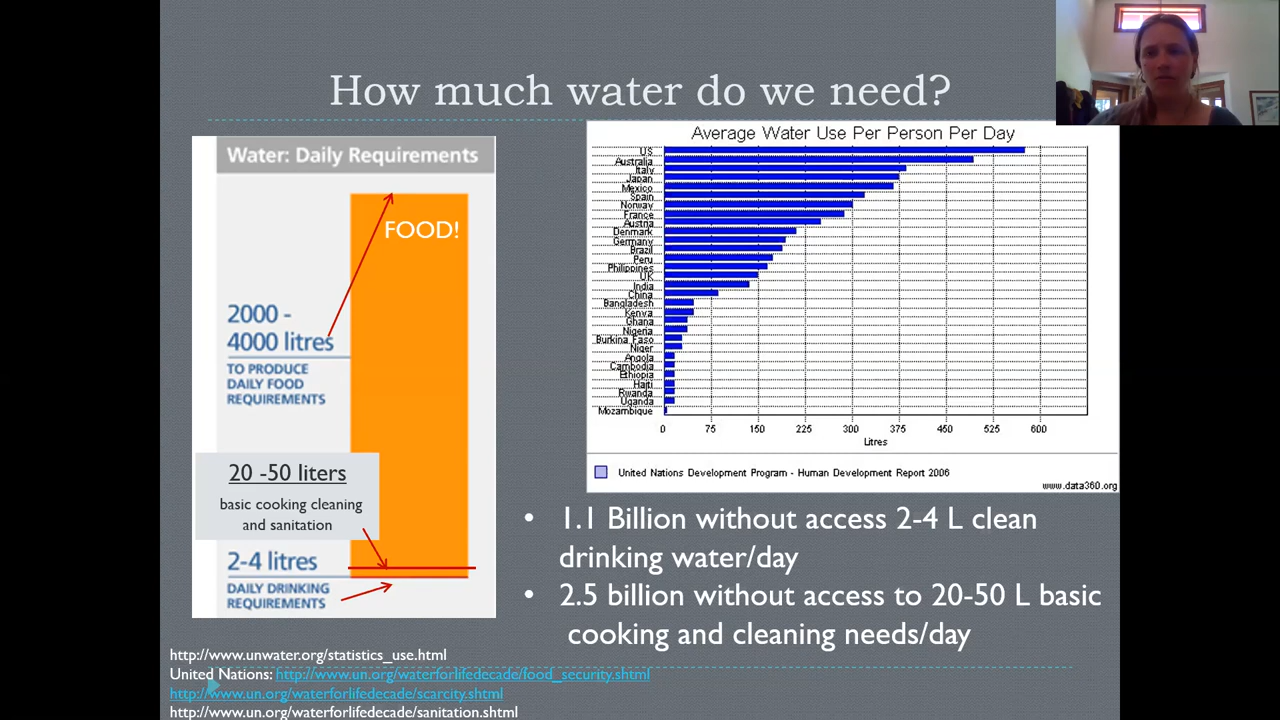 How much water do we need?
Water: Daily Requirements
FOOD!
2000 -
4000 litres
TO PRODUCE
DAILY FOOD
REQUIREMENTS
20 -50 liters
basic cooking cleaning
and sanitation
2-4 litres
DAILY DRINKING
REQUIREMENTS
Average Water Use Per Person Per Day
US
Australia
Italy
Japan
Mexico
Spain
Norway
France
Austria
Denmark
Germany
Brazil
Peru
Philippines
UK
India
China
Bangladesh
Kenya
Ghana
Nigeria
Burkina Faso
Niger
Angola
Cambodia
Ethiopia
Haiti
Rwanda
Uganda
Mozambique
0 75 150 225 300 375 450 525 600
Litres
United Nations Development Program - Human Development Report 2006
www.data360.org
• 1.1 Billion without access 2-4 L clean
drinking water/day
• 2.5 billion without access to 20-50 L basic
cooking and cleaning needs/day
http://www.unwater.org/statistics_use.html
United Nations: http://www.un.org/waterforlifedecade/food_security.shtml
http://www.un.org/waterforlifedecade/scarcity.shtml
http://www.un.org/waterforlifedecade/sanitation.shtml